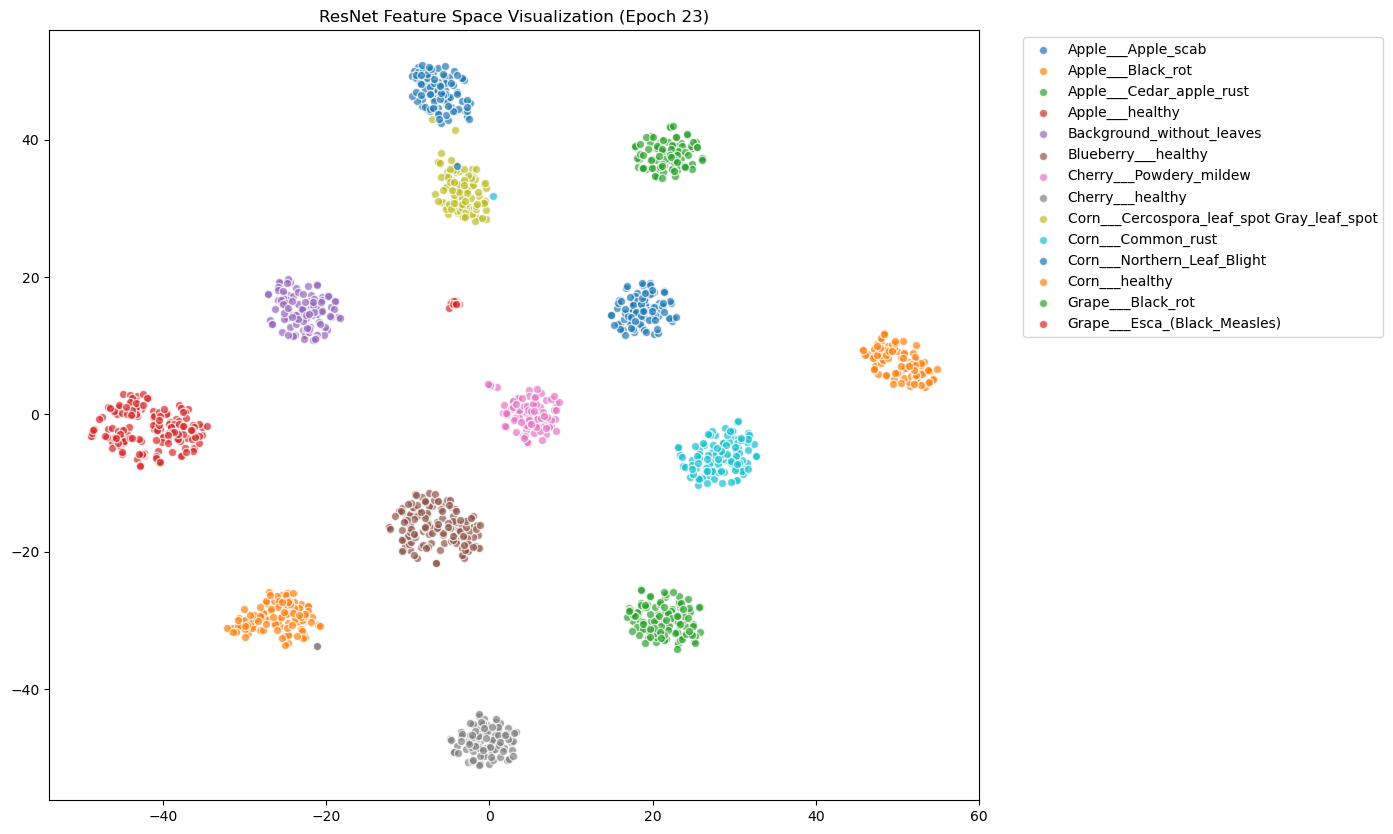 ResNet Feature Space Visualization (Epoch 23)
Apple___Apple_scab
Apple___Black_rot
Apple___Cedar_apple_rust
Apple___healthy
Background_without_leaves
Blueberry___healthy
Cherry___Powdery_mildew
Cherry___healthy
Corn___Cercospora_leaf_spot Gray_leaf_spot
Corn___Common_rust
Corn___Northern_Leaf_Blight
Corn___healthy
Grape___Black_rot
Grape___Esca_(Black_Measles)
40
20
0
−20
−40
−40
−20
0
20
40
60